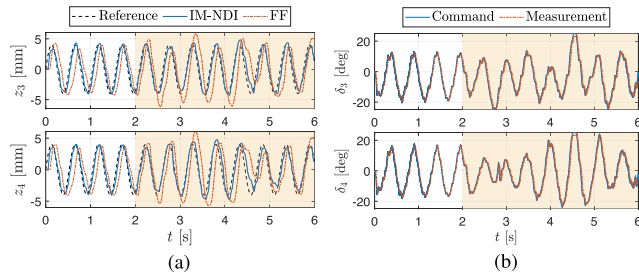 Reference IM-NDI FF
z3 [mm]
5
0
-5
0 1 2 3 4 5 6
z4 [mm]
5
0
-5
0 1 2 3 4 5 6
t [s]
(a)
Command Measurement
δ3 [deg]
20
0
-20
0 1 2 3 4 5 6
δ4 [deg]
20
0
-20
0 1 2 3 4 5 6
t [s]
(b)